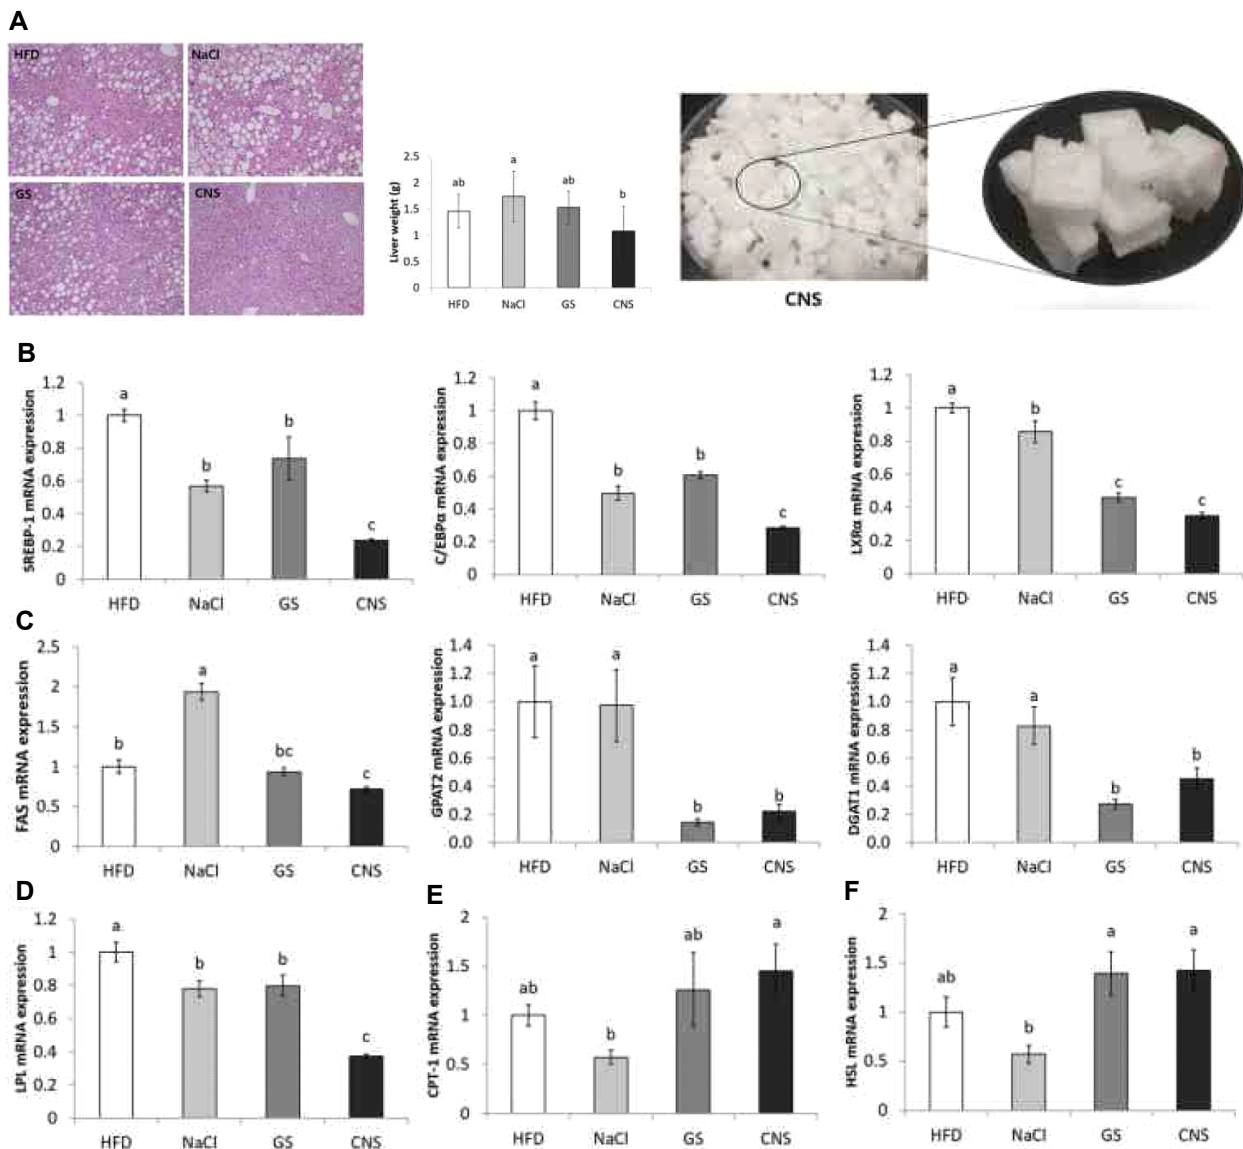 A
HFD
NaCl
GS
CNS
Liver weight (g)
2.5
2
1.5
1
0.5
0
ab
a
ab
b
HFD
NaCl
GS
CNS
CNS
B
SREBP-1 mRNA expression
1.2
1
0.8
0.6
0.4
0.2
0
a
b
b
c
HFD
NaCl
GS
CNS
C/EBPα mRNA expression
1.2
1
0.8
0.6
0.4
0.2
0
a
b
b
c
HFD
NaCl
GS
CNS
LXRα mRNA expression
1.2
1
0.8
0.6
0.4
0.2
0
a
b
c
c
HFD
NaCl
GS
CNS
C
FAS mRNA expression
2.5
2
1.5
1
0.5
0
b
a
bc
c
HFD
NaCl
GS
CNS
GPAT2 mRNA expression
1.4
1.2
1.0
0.8
0.6
0.4
0.2
0.0
a
a
b
b
HFD
NaCl
GS
CNS
DGAT1 mRNA expression
1.4
1.2
1.0
0.8
0.6
0.4
0.2
0.0
a
a
b
b
HFD
NaCl
GS
CNS
D
LPL mRNA expression
1.2
1
0.8
0.6
0.4
0.2
0
a
b
b
c
HFD
NaCl
GS
CNS
E
CPT-1 mRNA expression
2
1.5
1
0.5
0
ab
b
ab
a
HFD
NaCl
GS
CNS
F
HSL mRNA expression
2
1.5
1
0.5
0
ab
b
a
a
HFD
NaCl
GS
CNS